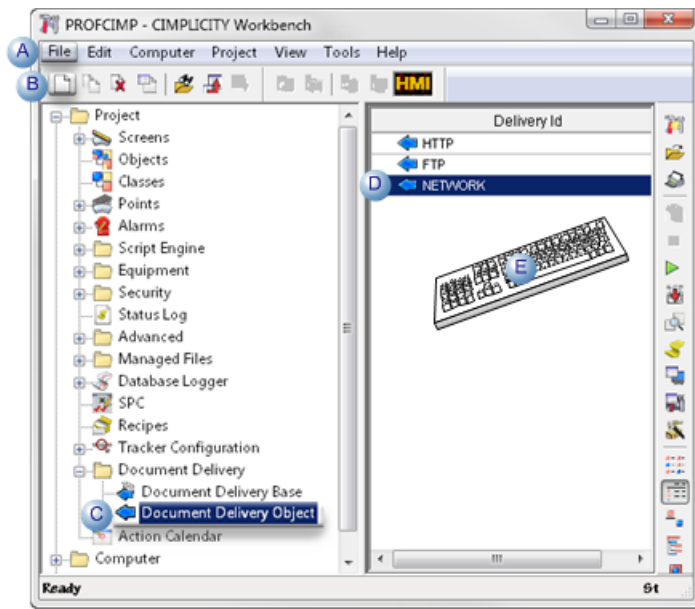 PROFCIMP - CIMPLICITY Workbench
A File Edit Computer Project View Tools Help
B HMI
Project
Screens
Objects
Classes
Points
Alarms
Script Engine
Equipment
Security
Status Log
Advanced
Managed Files
Database Logger
SPC
Recipes
Tracker Configuration
Document Delivery
Document Delivery Base
C Document Delivery Object
Action Calendar
Computer
Delivery Id
HTTP
FTP
D NETWORK
E
Ready St